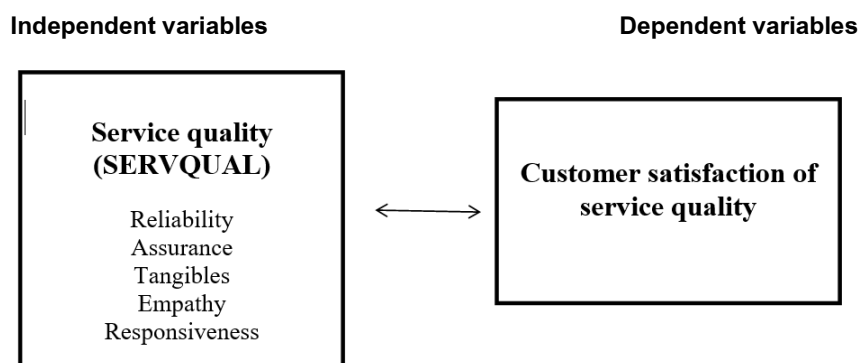 Independent variables
Dependent variables
Service quality
(SERVQUAL)
Reliability
Assurance
Tangibles
Empathy
Responsiveness
Customer satisfaction of
service quality